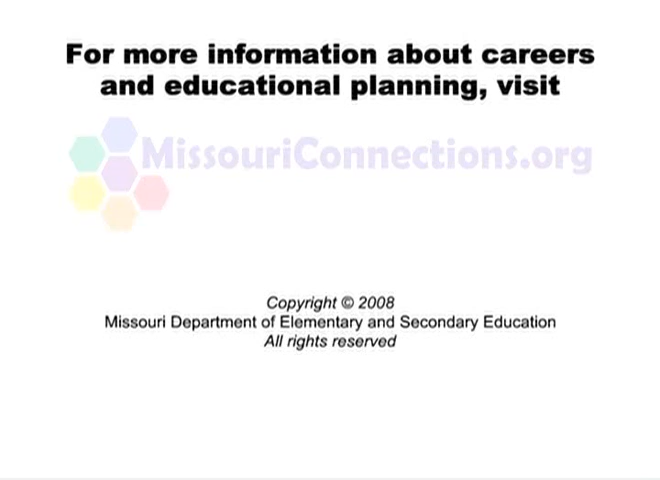 For more information about careers
and educational planning, visit
MissouriConnections.org
Copyright © 2008
Missouri Department of Elementary and Secondary Education
All rights reserved